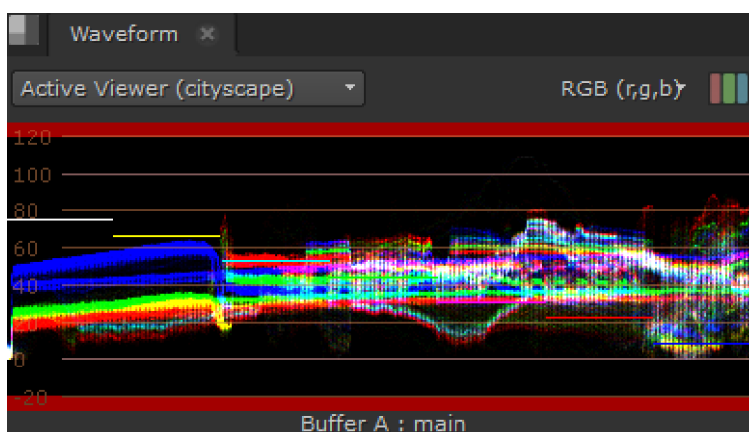 Waveform
Active Viewer (cityscape)
RGB (r,g,b)
120
100
80
60
40
20
0
-20
Buffer A : main